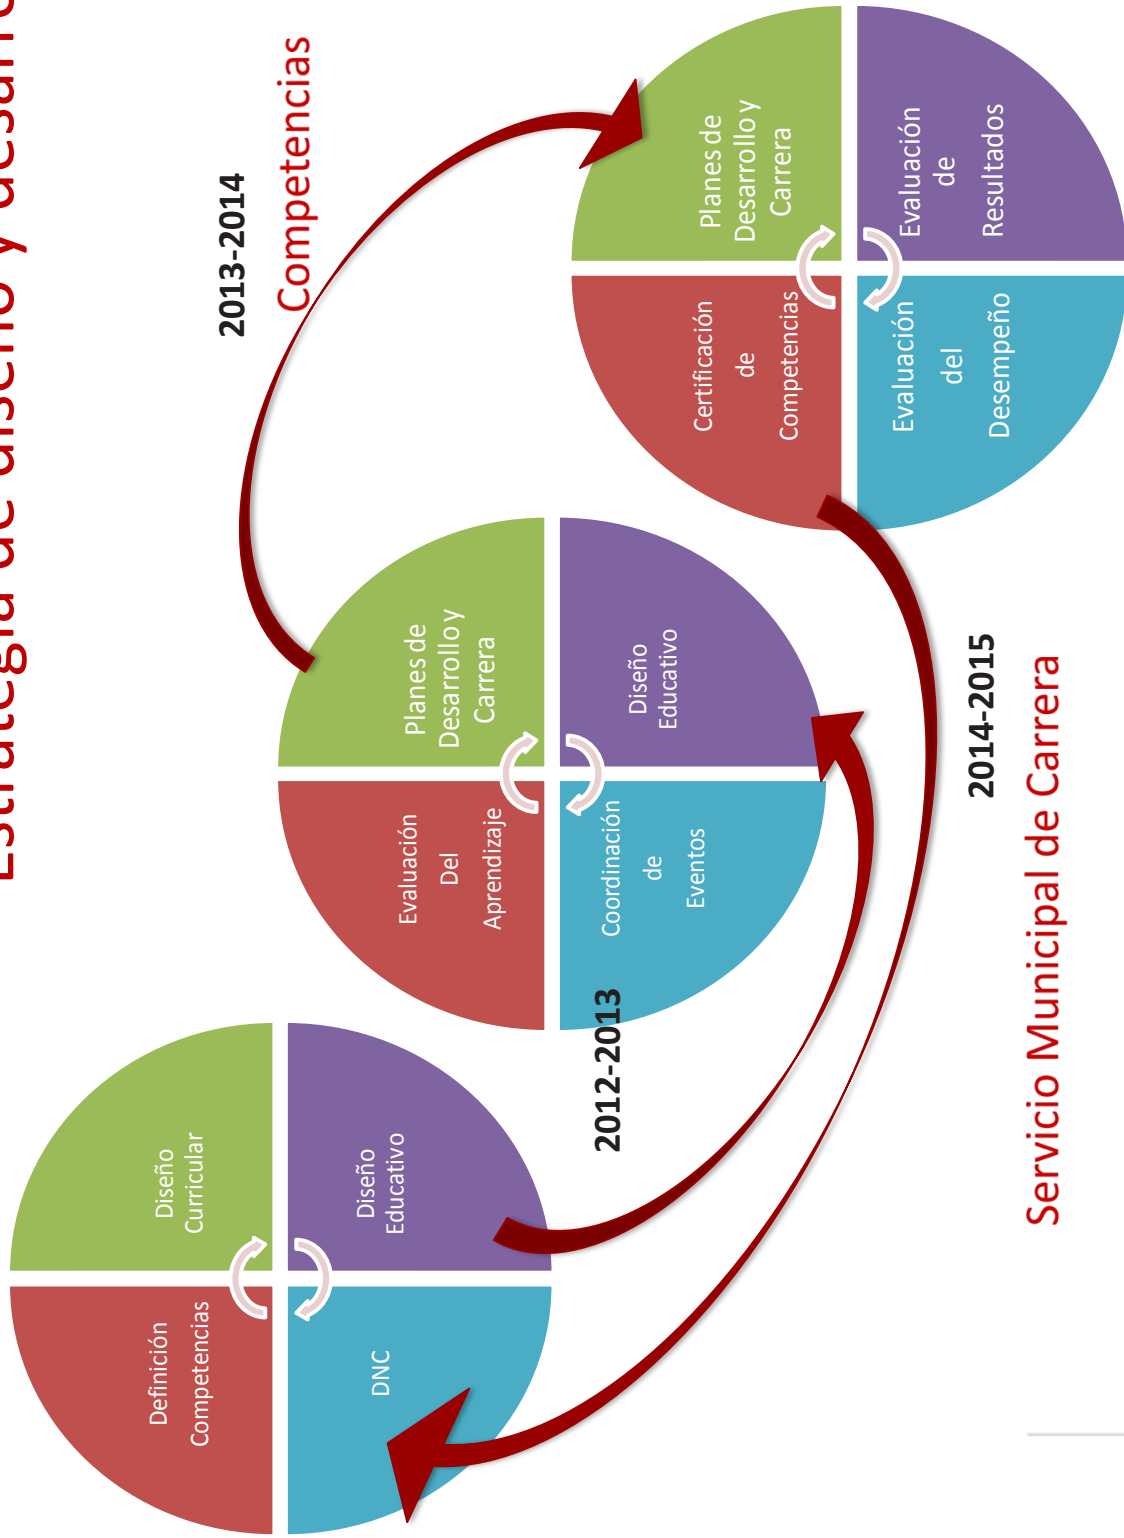 Estrategia de diseño y
2013-2014
Competencias
Definición
Competencias
Diseño
Curricular
DNC
Diseño
Educativo
2012-2013
Evaluación
Del
Aprendizaje
Planes de
Desarrollo y
Carrera
Coordinación
de
Eventos
Diseño
Educativo
Certificación
de
Competencias
Planes de
Desarrollo y
Carrera
Evaluación
del
Desempeño
Evaluación
de
Resultados
2014-2015
Servicio Municipal de Carrera